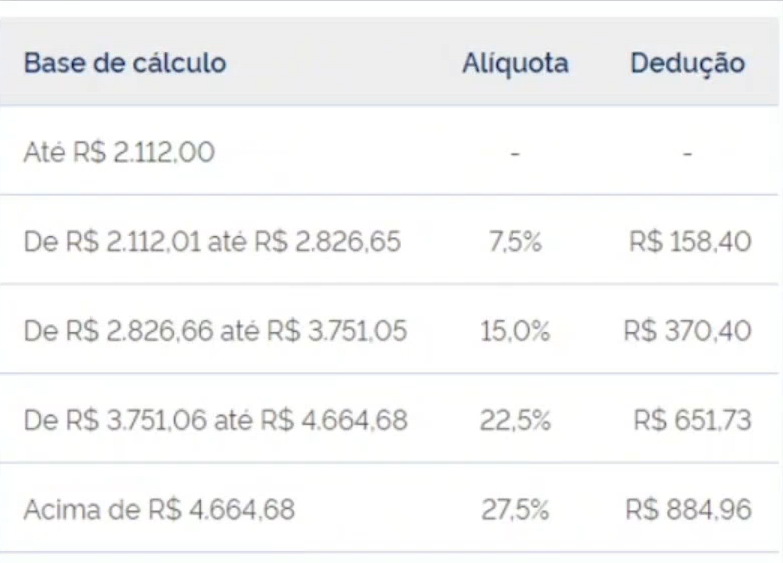 Base de cálculo Alíquota Dedução
Até R$ 2.112,00 - -
De R$ 2.112,01 até R$ 2.826,65 7,5% R$ 158,40
De R$ 2.826,66 até R$ 3.751,05 15,0% R$ 370,40
De R$ 3.751,06 até R$ 4.664,68 22,5% R$ 651,73
Acima de R$ 4.664,68 27,5% R$ 884,96